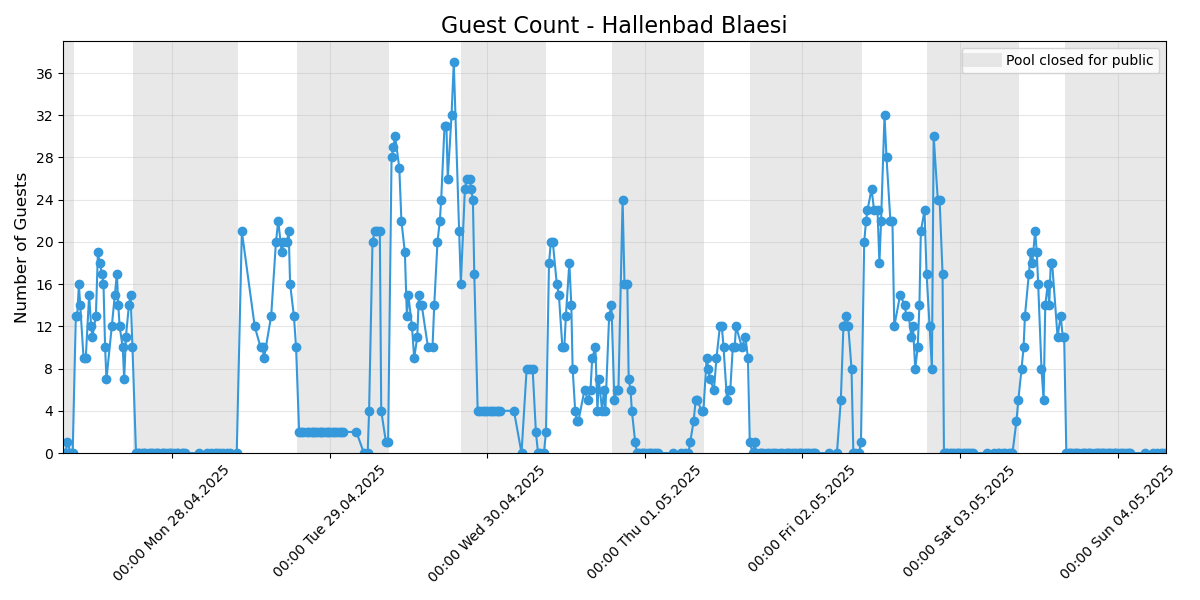 Guest Count - Hallenbad Blaesi
Pool closed for public
Number of Guests
36
32
28
24
20
16
12
8
4
0
00:00 Mon 28.04.2025
00:00 Tue 29.04.2025
00:00 Wed 30.04.2025
00:00 Thu 01.05.2025
00:00 Fri 02.05.2025
00:00 Sat 03.05.2025
00:00 Sun 04.05.2025